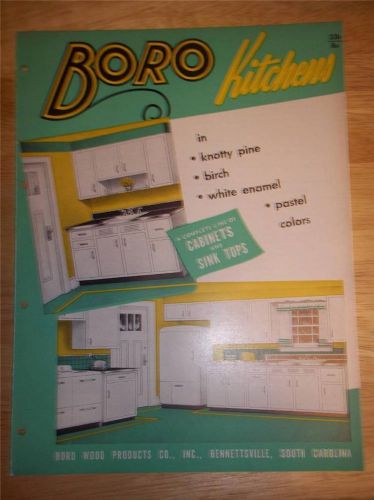 BORO Kitchens
in
• knotty pine
• birch
• white enamel
• pastel
colors
A COMPLETE LINE OF
CABINETS
AND
SINK TOPS
BORO WOOD PRODUCTS CO., INC., BENNETTSVILLE, SOUTH CAROLINA